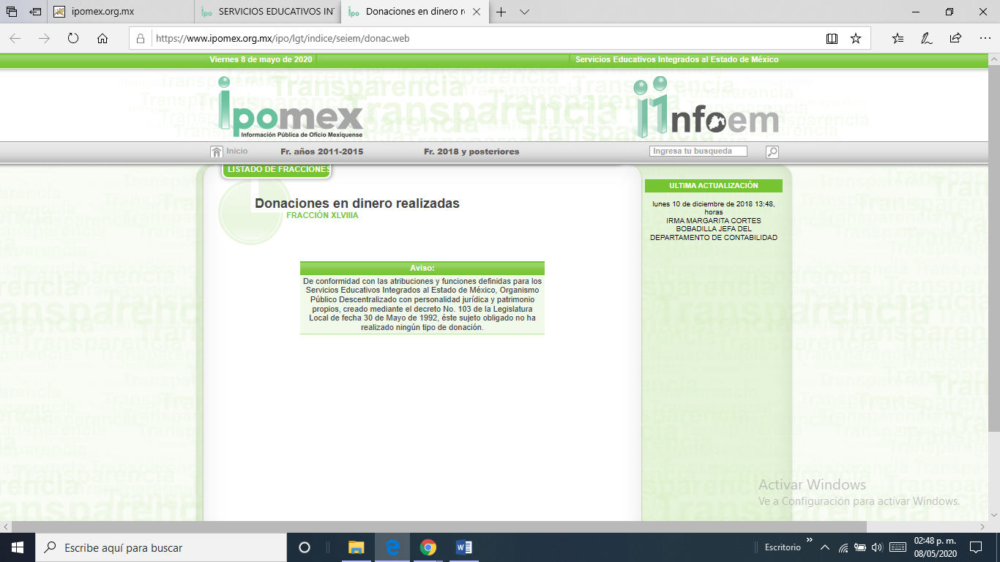 ipomex.org.mx
SERVICIOS EDUCATIVOS INT
Donaciones en dinero r
https://www.ipomex.org.mx/ipo/lgt/indice/seiem/donac.web
Viernes 8 de mayo de 2020
Servicios Educativos Integrados al Estado de México
Transparencia
ipomex
Información Pública de Oficio Mexiquense
infoem
Inicio
Fr. años 2011-2015
Fr. 2018 y posteriores
Ingresa tu busqueda
LISTADO DE FRACCIONES
Donaciones en dinero realizadas
FRACCIÓN XLVIIIA
ULTIMA ACTUALIZACIÓN
lunes 10 de diciembre de 2018 13:48,
horas
IRMA MARGARITA CORTES
BOBADILLA JEFA DEL
DEPARTAMENTO DE CONTABILIDAD
Aviso:
De conformidad con las atribuciones y funciones definidas para los
Servicios Educativos Integrados al Estado de México, Organismo
Público Descentralizado con personalidad jurídica y patrimonio
propios, creado mediante el decreto No. 103 de la Legislatura
Local de fecha 30 de Mayo de 1992, éste sujeto obligado no ha
realizado ningún tipo de donación.
Activar Windows
Ve a Configuración para activar Windows.
Escribe aquí para buscar
Escritorio
02:48 p. m.
08/05/2020